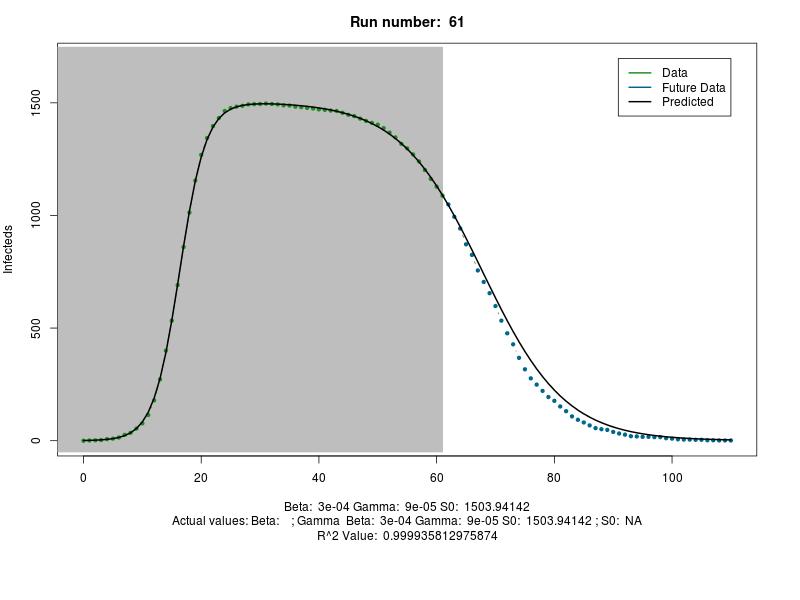 Run number: 61
Data
Future Data
Predicted
Infecteds
1500
1000
500
0
0 20 40 60 80 100
Beta: 3e-04 Gamma: 9e-05 S0: 1503.94142
Actual values: Beta: ; Gamma Beta: 3e-04 Gamma: 9e-05 S0: 1503.94142 ; S0: NA
R^2 Value: 0.999935812975874